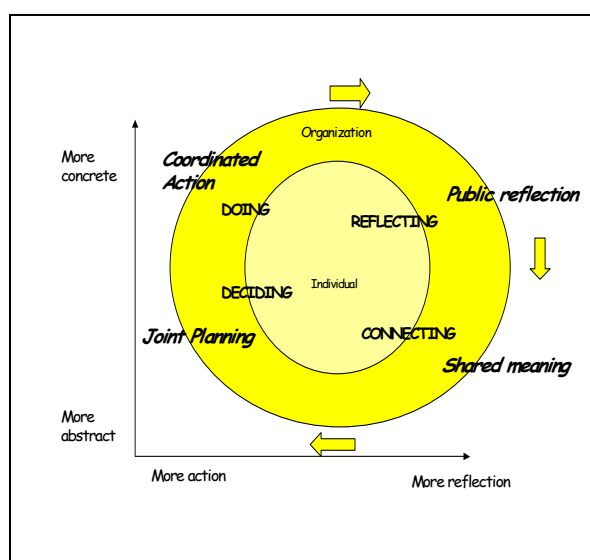 Organization
More
concrete
Coordinated
Action
Public reflection
DOING
REFLECTING
Individual
DECIDING
Joint Planning
CONNECTING
Shared meaning
More
abstract
More action
More reflection